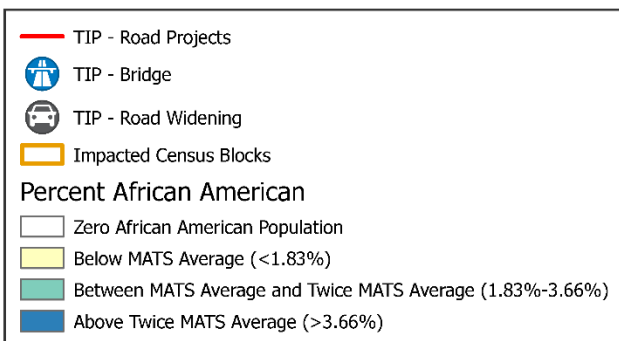 TIP - Road Projects
TIP - Bridge
TIP - Road Widening
Impacted Census Blocks
Percent African American
Zero African American Population
Below MATS Average (<1.83%)
Between MATS Average and Twice MATS Average (1.83%-3.66%)
Above Twice MATS Average (>3.66%)